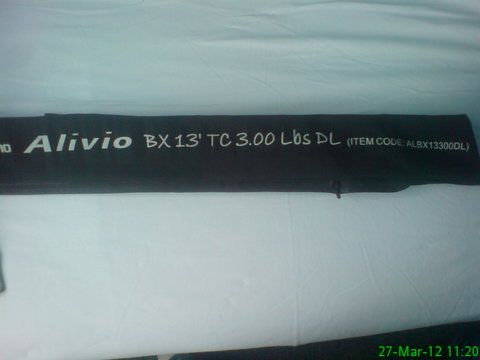 Alivio BX 13' TC 3.00 Lbs DL (ITEM CODE: ALBX13300DL)
27-Mar-12 11:20